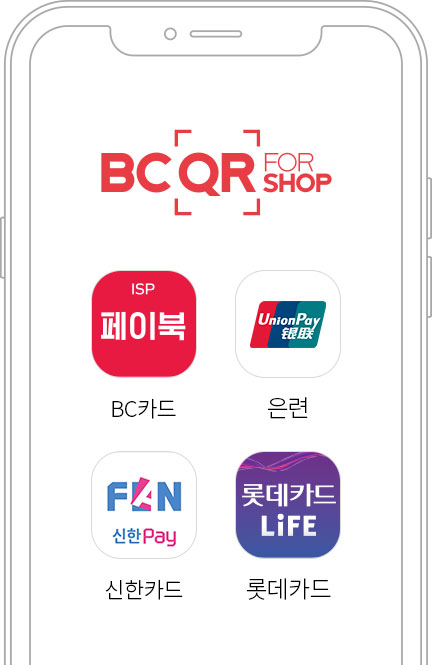 BC QR FOR
SHOP
ISP
페이북
UnionPay
银联
BC카드
은련
FAN
신한Pay
롯데카드
LiFE
신한카드
롯데카드